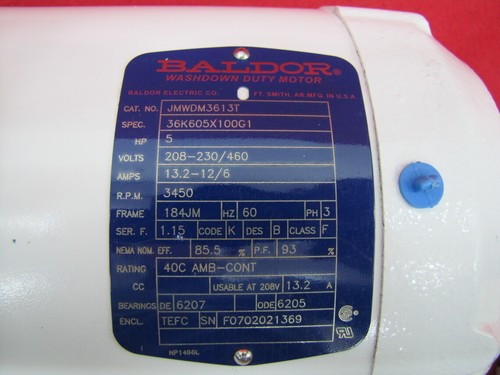 BALDOR®
WASHDOWN DUTY MOTOR
BALDOR ELECTRIC CO. FT. SMITH, AR. MFG. IN U.S.A
CAT. NO. JMWDM3613T
SPEC. 36K605X100G1
HP 5
VOLTS 208-230/460
AMPS 13.2-12/6
R.P.M. 3450
FRAME 184JM HZ 60 PH 3
SER. F. 1.15 CODE K DES B CLASS F
NEMA NOM. EFF. 85.5 % P.F. 93 %
RATING 40C AMB-CONT
CC USABLE AT 208V 13.2 A
BEARINGS DE 6207 ODE 6205
ENCL. TEFC SN F0702021369
NP1486L